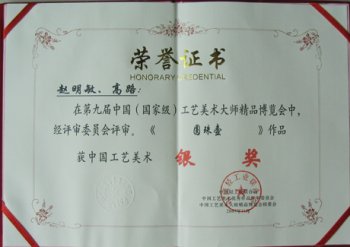 荣誉证书
HONGRARY CREDENTIAL
赵明敏、高路：
在第九届中国（国家级）工艺美术大师精品博览会中，
经评审委员会评审。《 圆珠壶 》作品
获中国工艺美术 银 奖